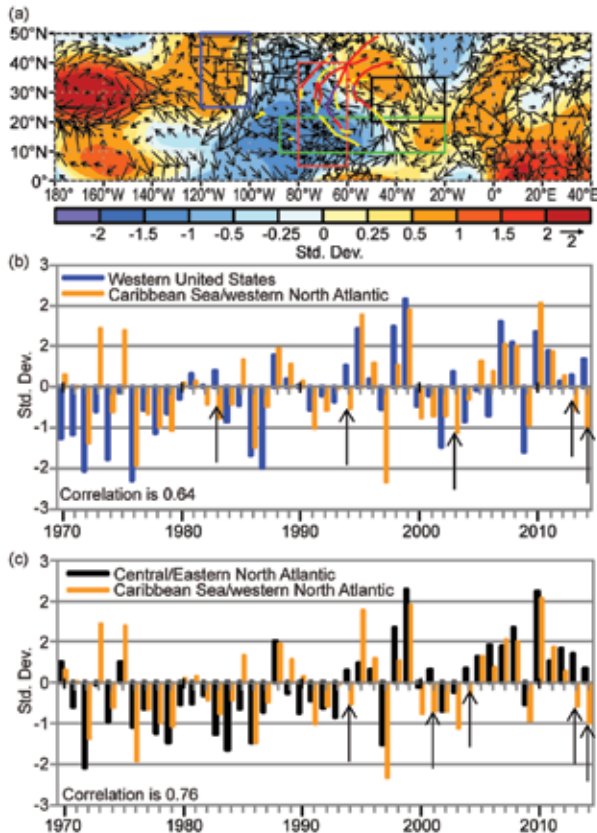 (a)
50°N
40°N
30°N
20°N
10°N
0°
180 160°W 140°W 120°W 100°W 80°W 60°W 40°W 20°W 0° 20°E 40°E
-2 -1.5 -1 -0.5 -0.25 0 0.25 0.5 1 1.5 2 2
Std. Dev.
(b)
Western United States
Caribbean Sea/western North Atlantic
3
2
2
0
-1
-2
-3
Std. Dev.
Correlation is 0.64
1970 1980 1990 2000 2010
(c)
Central/Eastern North Atlantic
Caribbean Sea/western North Atlantic
3
2
2
0
-1
-2
-3
Std. Dev.
Correlation is 0.76
1970 1980 1990 2000 2010